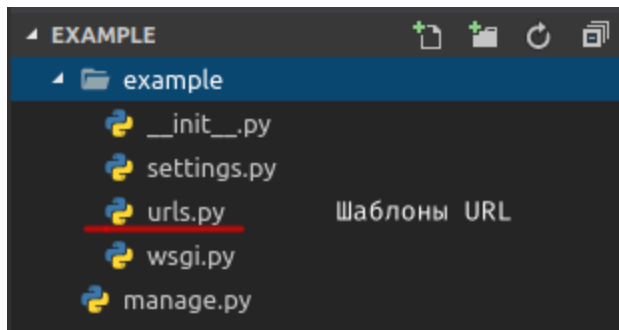 EXAMPLE
example
__init__.py
settings.py
urls.py Шаблоны URL
wsgi.py
manage.py